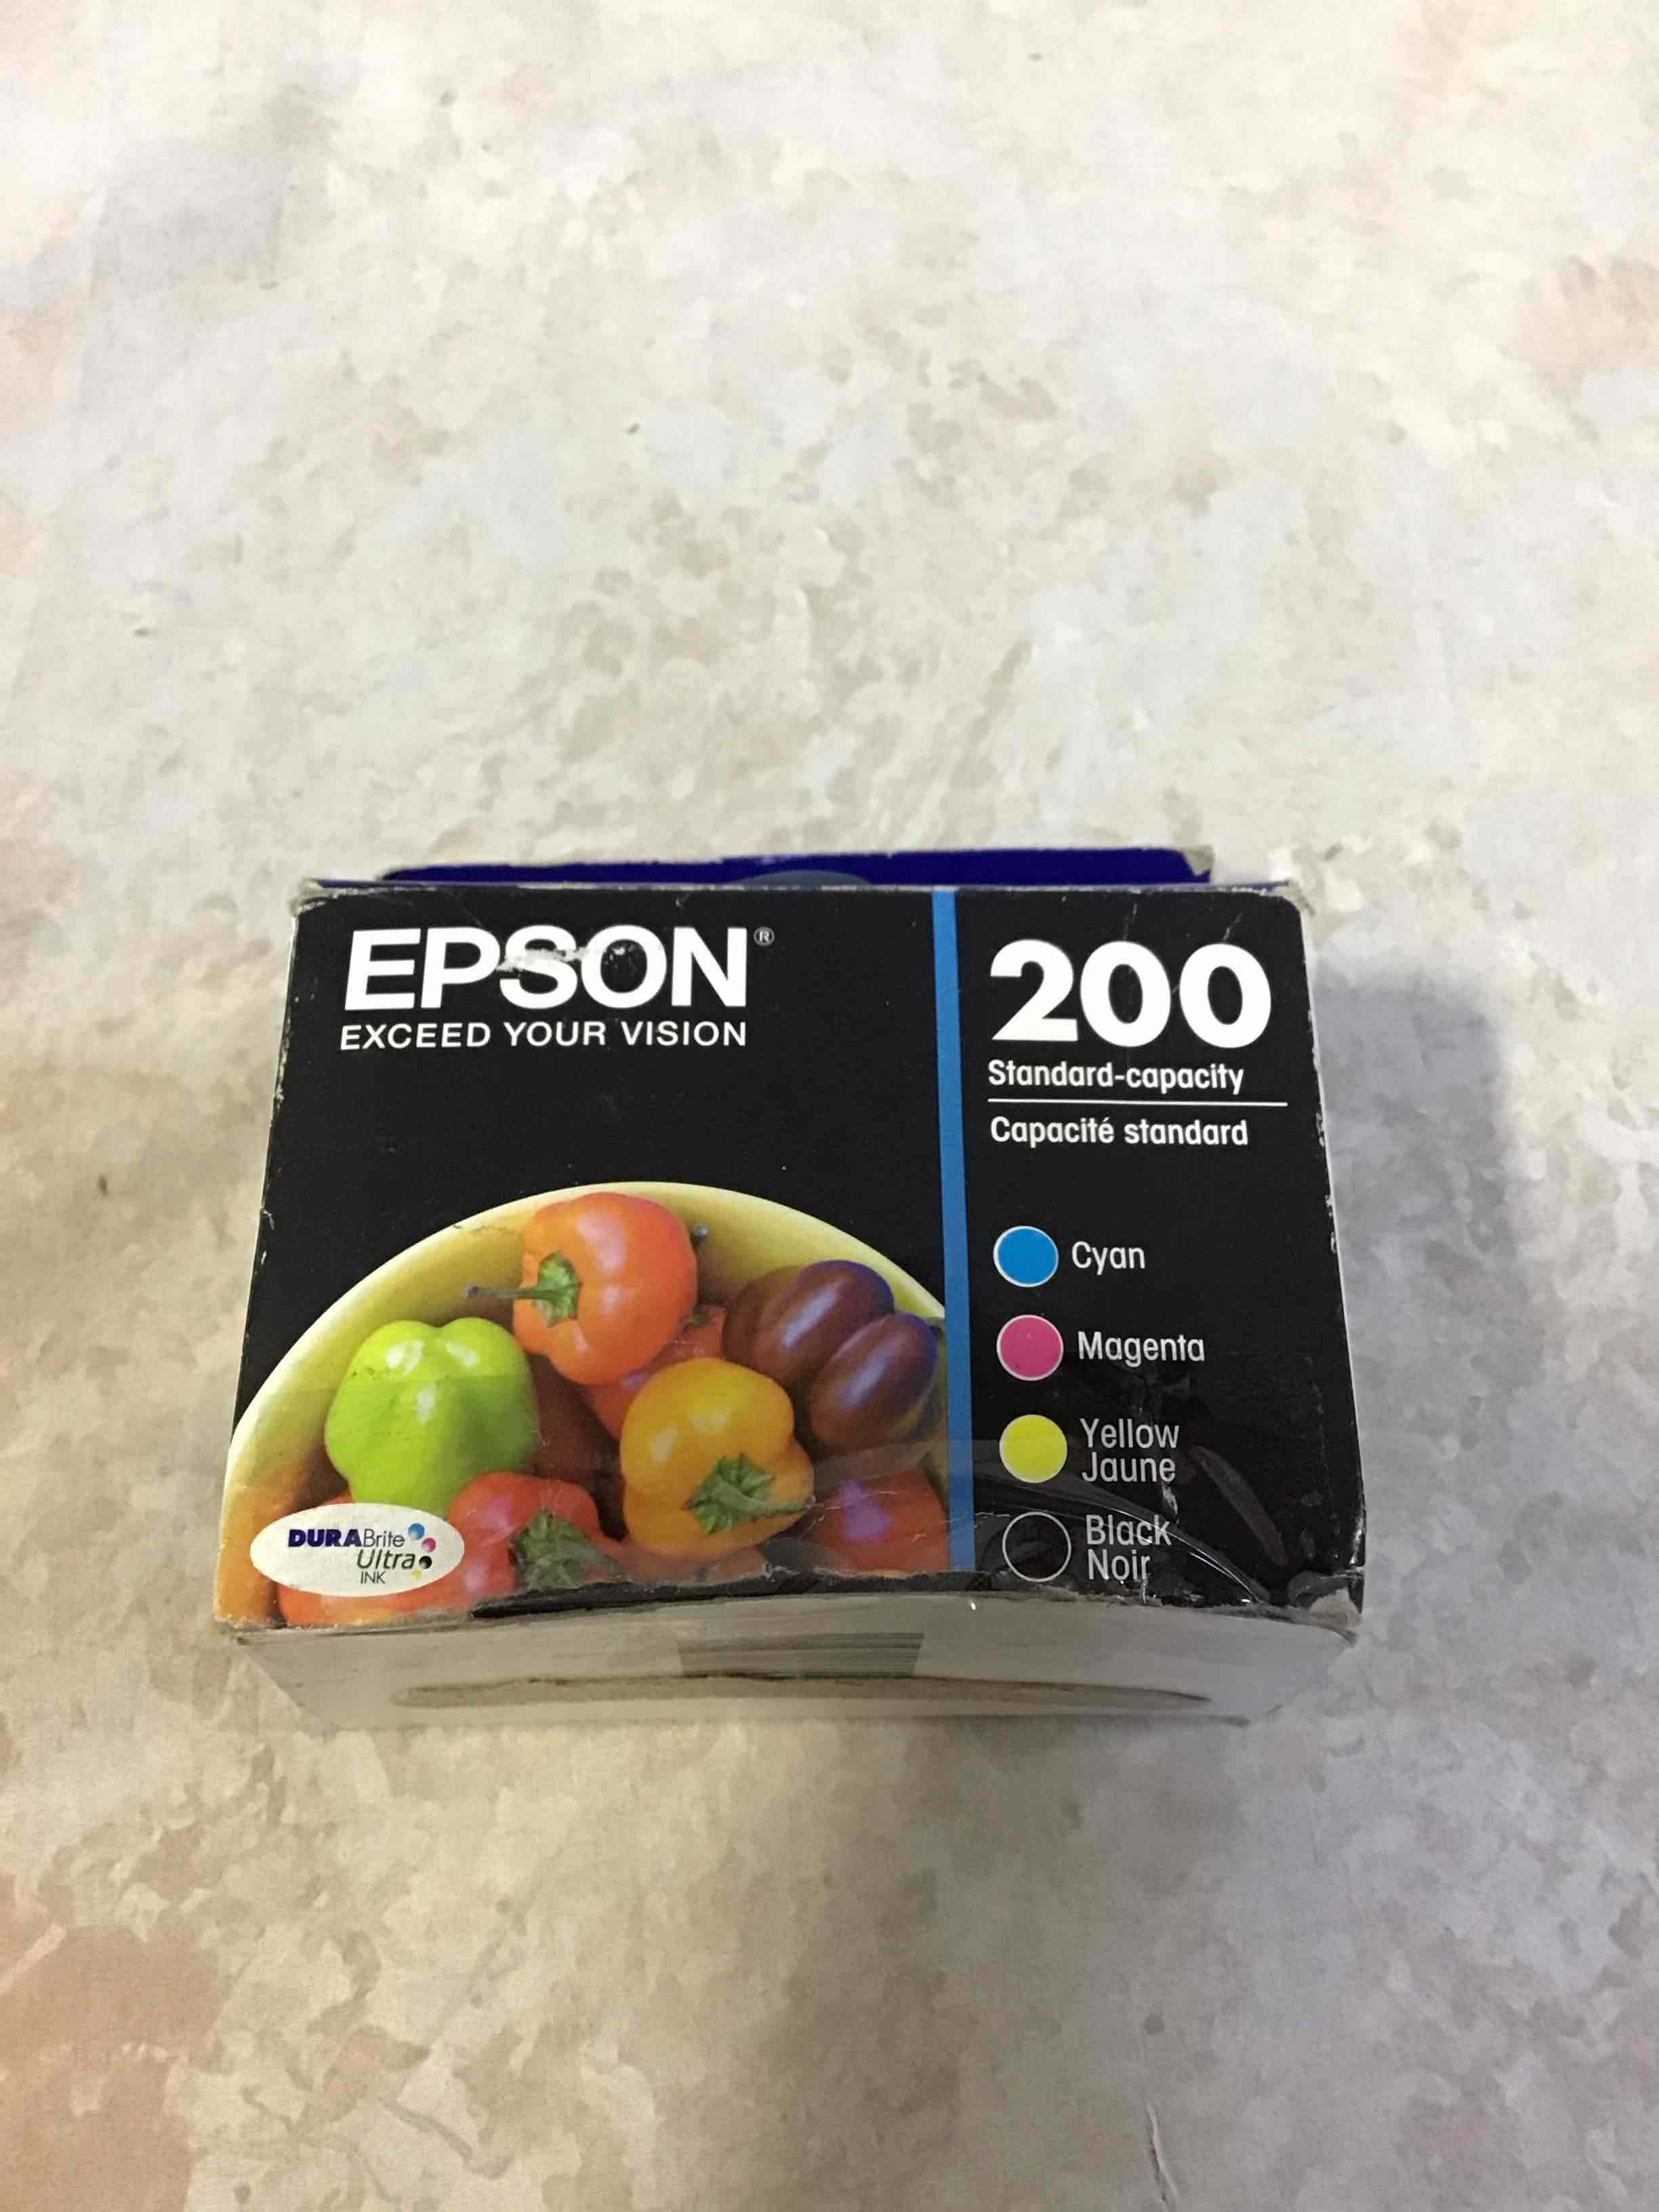 EPSON®
EXCEED YOUR VISION
200
Standard-capacity
Capacité standard
Cyan
Magenta
Yellow
Jaune
Black
Noir
DURABrite
Ultra
INK